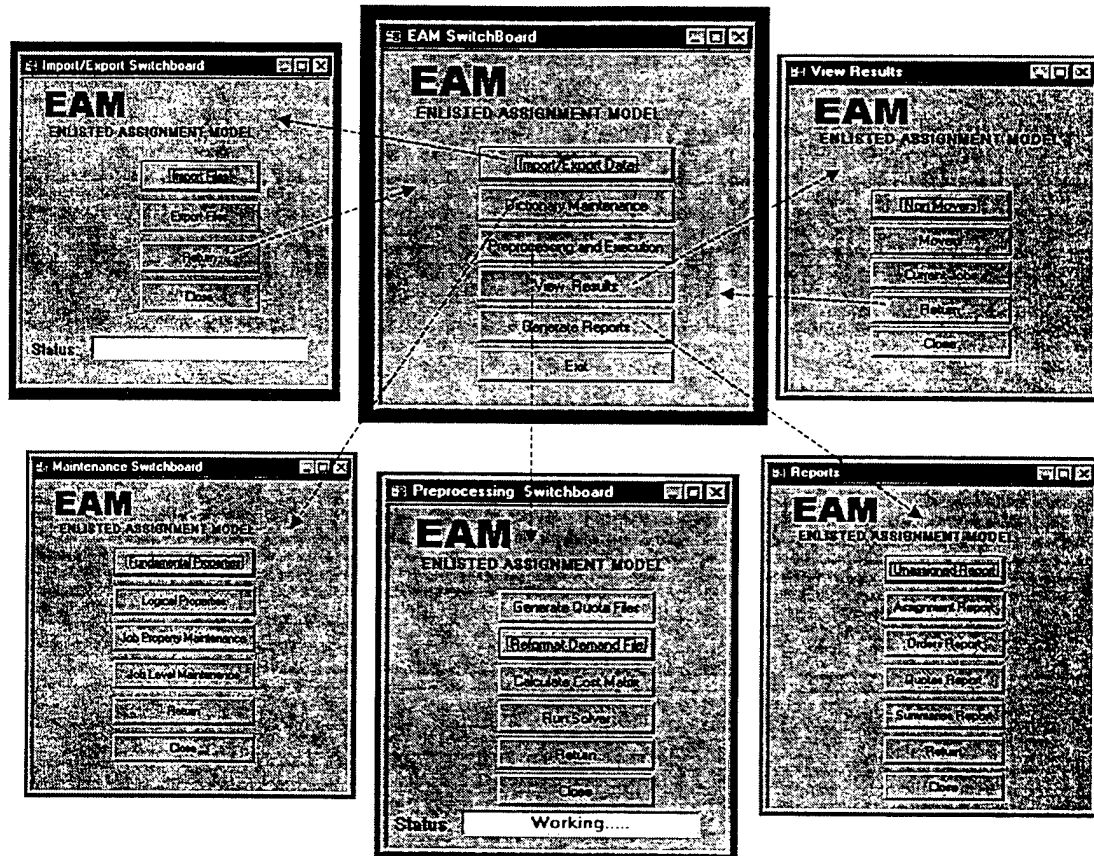 Import/Export Switchboard
EAM
ENLISTED ASSIGNMENT MODEL
Import Files
Export Files
Return
Close
Status:
EAM SwitchBoard
EAM
ENLISTED ASSIGNMENT MODEL
Import/Export Data
Dictionary Maintenance
Preprocessing and Execution
View Results
Generate Reports
Exit
View Results
EAM
ENLISTED ASSIGNMENT MODEL
Non Movers
Movers
Current Jobs
Return
Close
Maintenance Switchboard
EAM
ENLISTED ASSIGNMENT MODEL
Fundamental Properties
Logical Properties
Job Property Maintenance
Job Level Maintenance
Return
Close
Preprocessing Switchboard
EAM
ENLISTED ASSIGNMENT MODEL
Generate Quota Files
Reformat Demand File
Calculate Cost Matrix
Run Solver
Return
Close
Status:
Working.....
Reports
EAM
ENLISTED ASSIGNMENT MODEL
Unassigned Report
Assignment Report
Orders Report
Quotas Report
Summaries Report
Return
Close